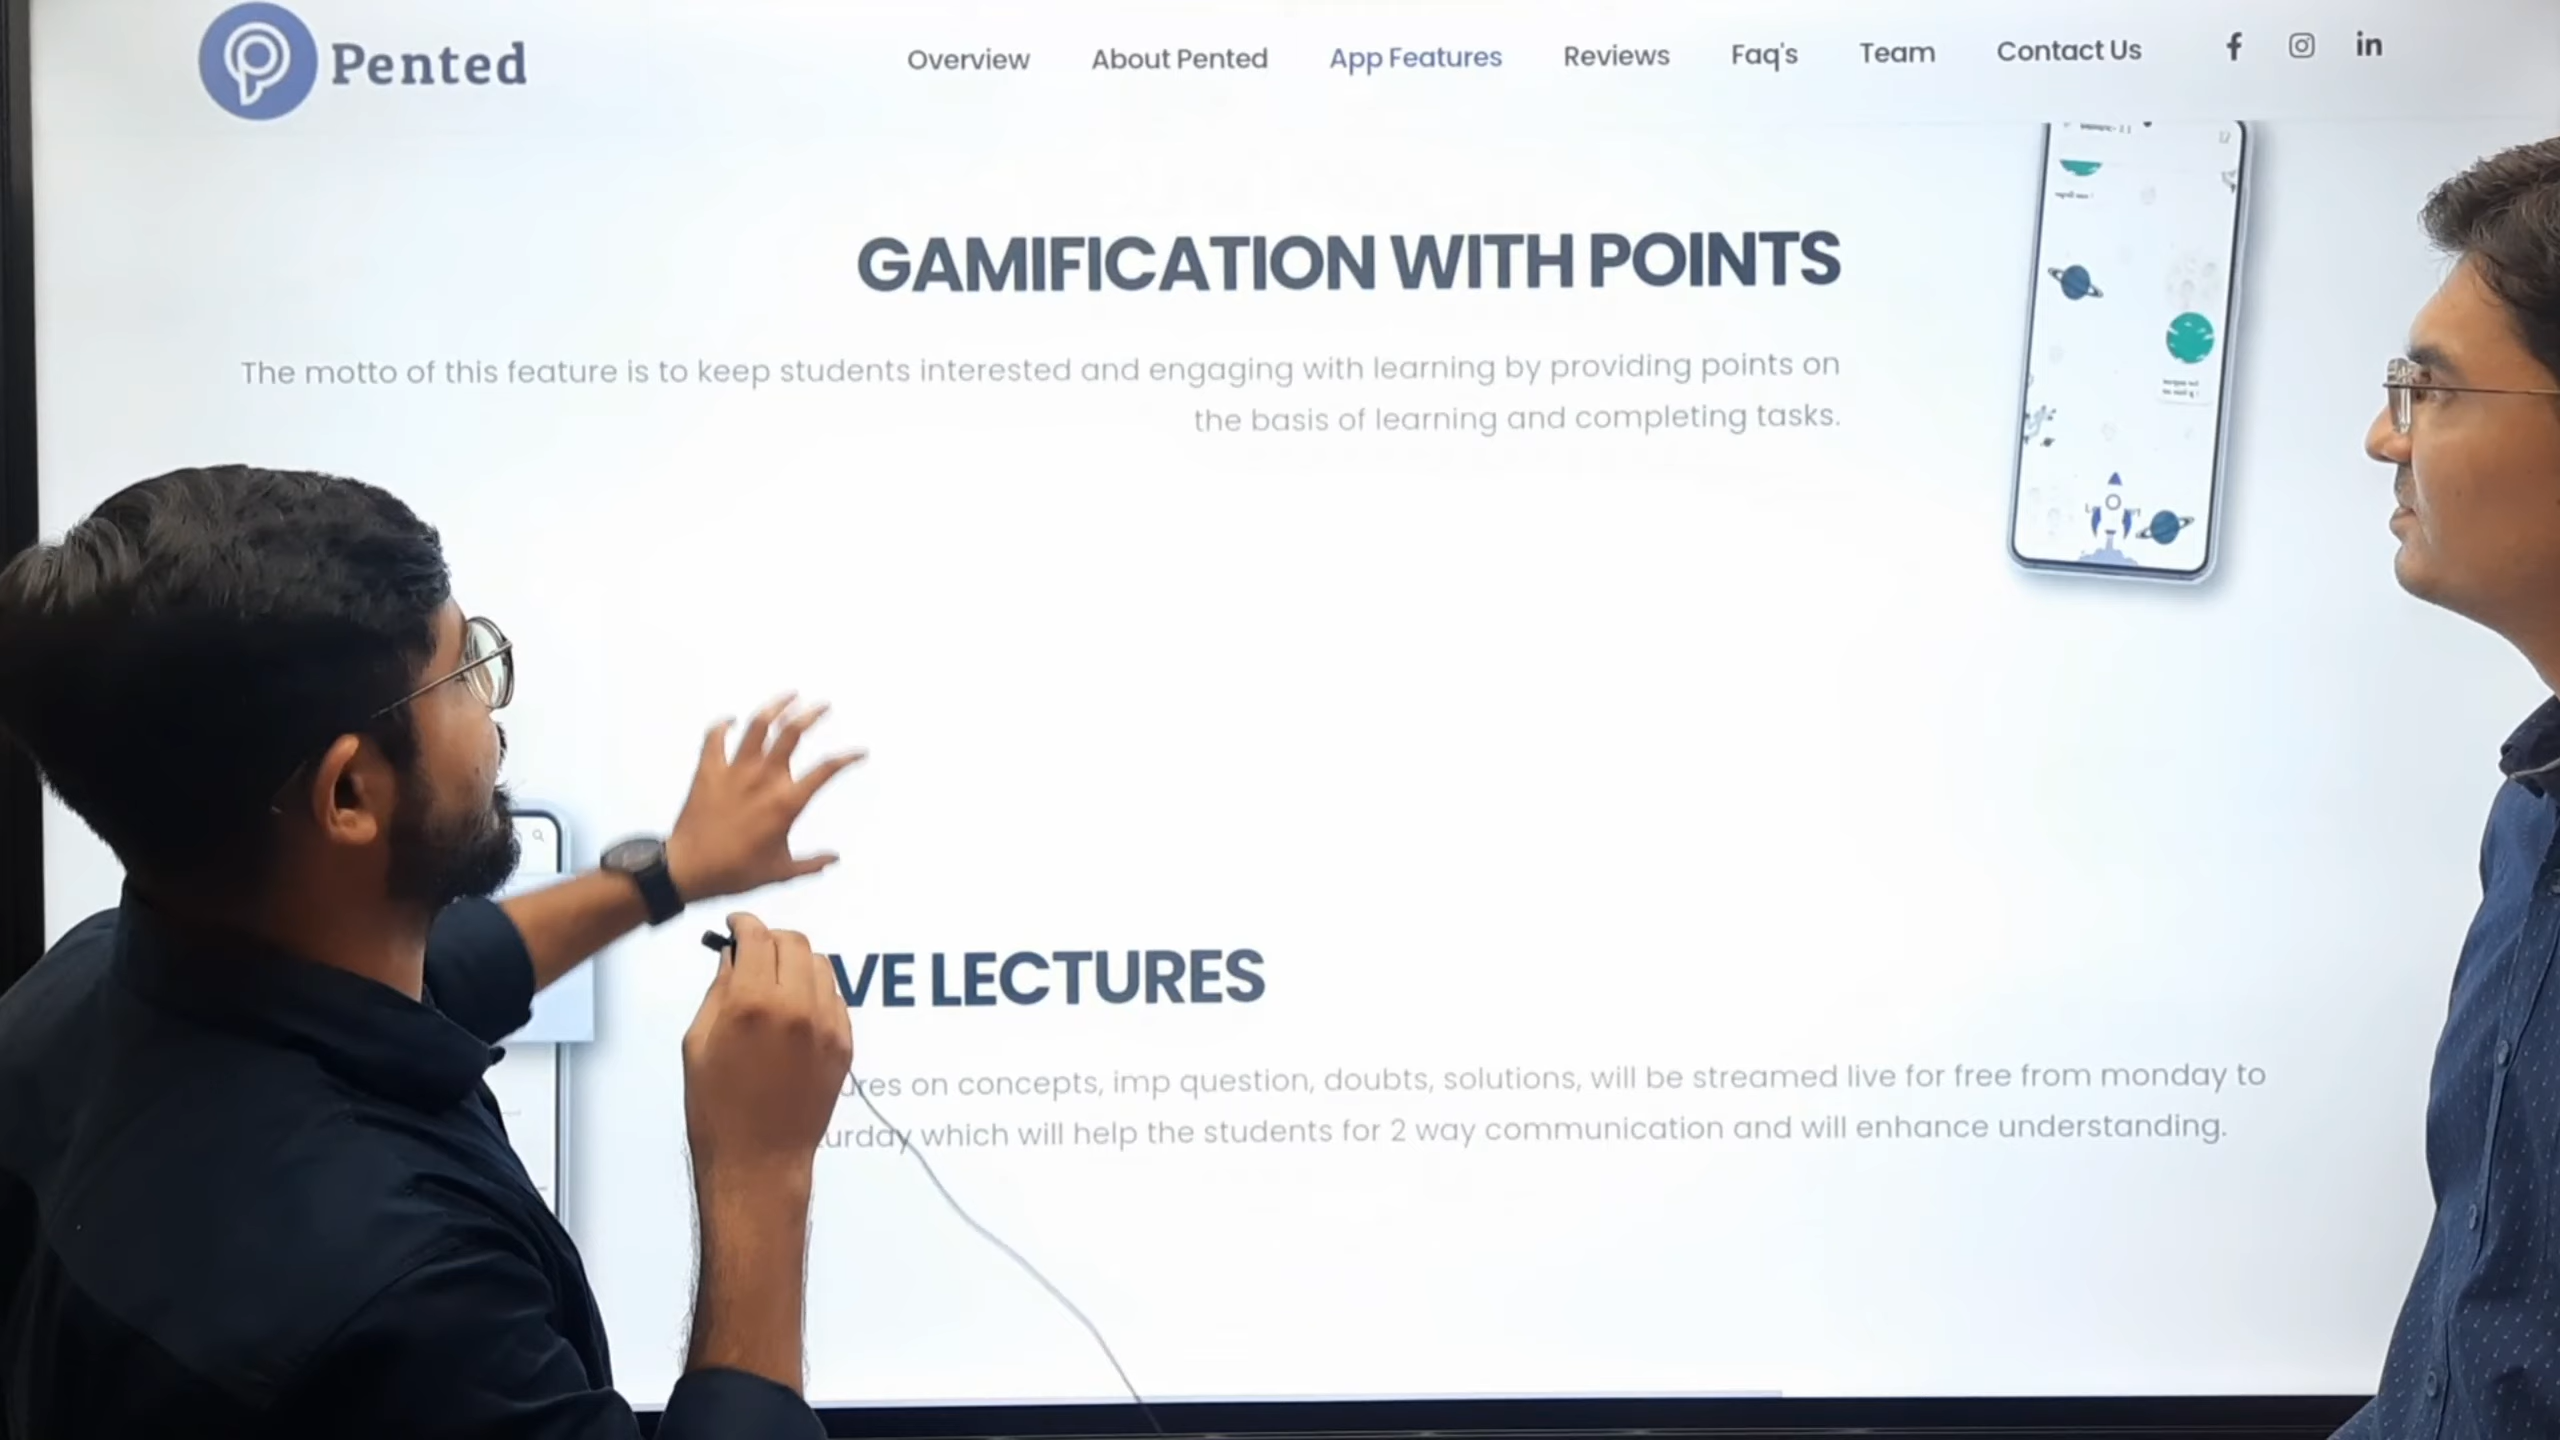 Pented
Overview About Pented App Features Reviews Faq's Team Contact Us f in
GAMIFICATION WITH POINTS
The motto of this feature is to keep students interested and engaging with learning by providing points on
the basis of learning and completing tasks.
VE LECTURES
res on concepts, imp question, doubts, solutions, will be streamed live for free from monday to
urday which will help the students for 2 way communication and will enhance understanding.